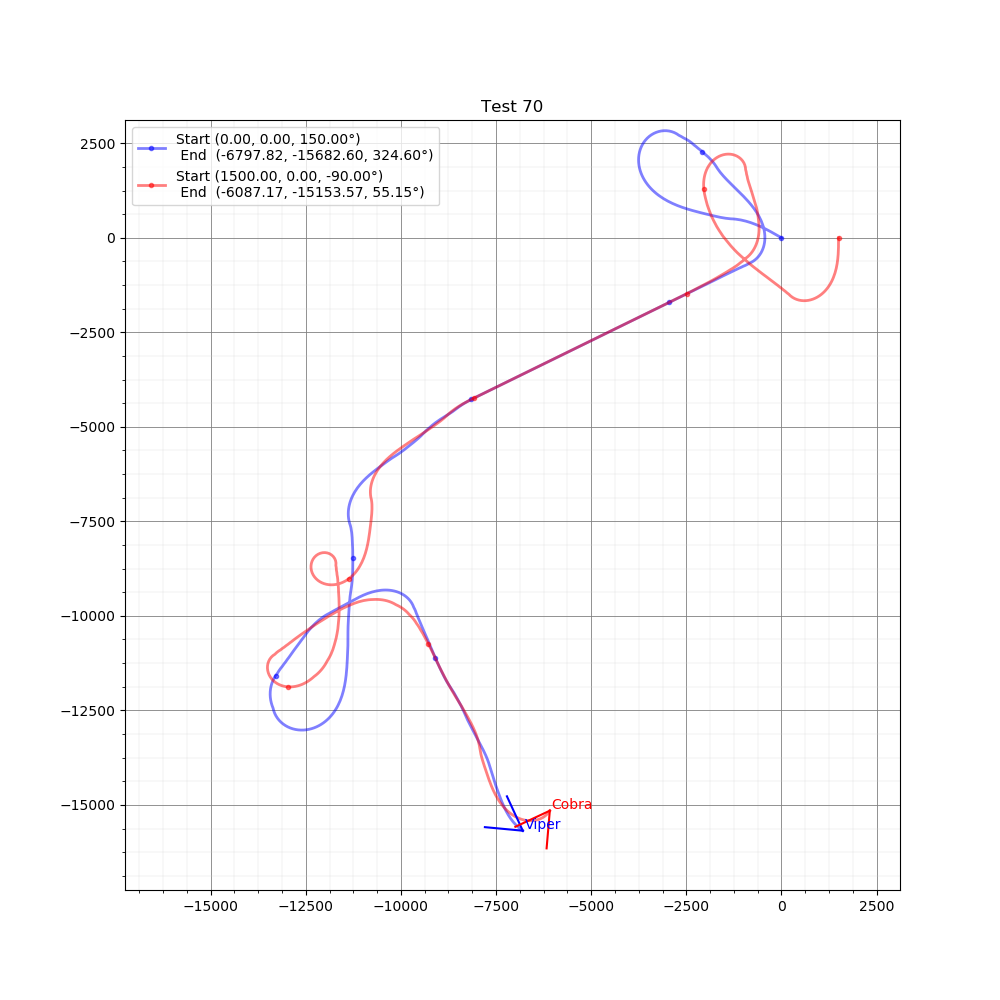 Test 70
Start (0.00, 0.00, 150.00°)
End (-6797.82, -15682.60, 324.60°)
Start (1500.00, 0.00, -90.00°)
End (-6087.17, -15153.57, 55.15°)
2500
0
−2500
−5000
−7500
−10000
−12500
−15000
Cobra
Viper
−15000 −12500 −10000 −7500 −5000 −2500 0 2500